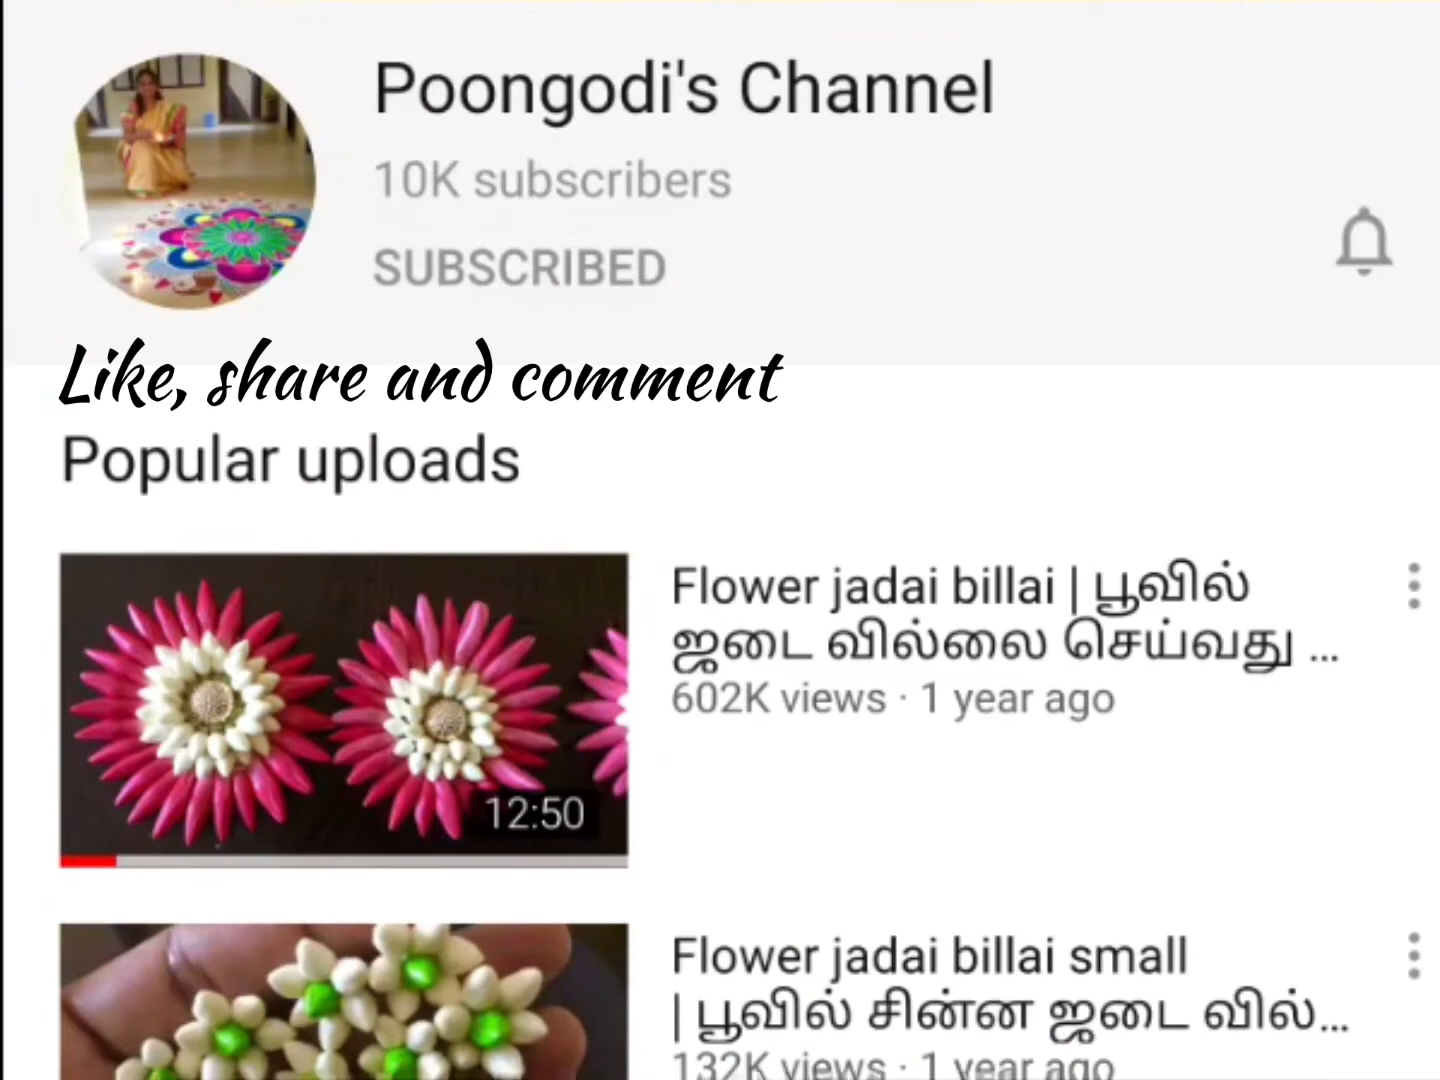 Poongodi's Channel
10K subscribers
SUBSCRIBED
Like, share and comment
Popular uploads
Flower jadai billai | பூவில்
ஜடை வில்லை செய்வது ...
602K views · 1 year ago
12:50
Flower jadai billai small
| பூவில் சின்ன ஜடை வில்...
132K views · 1 year ago